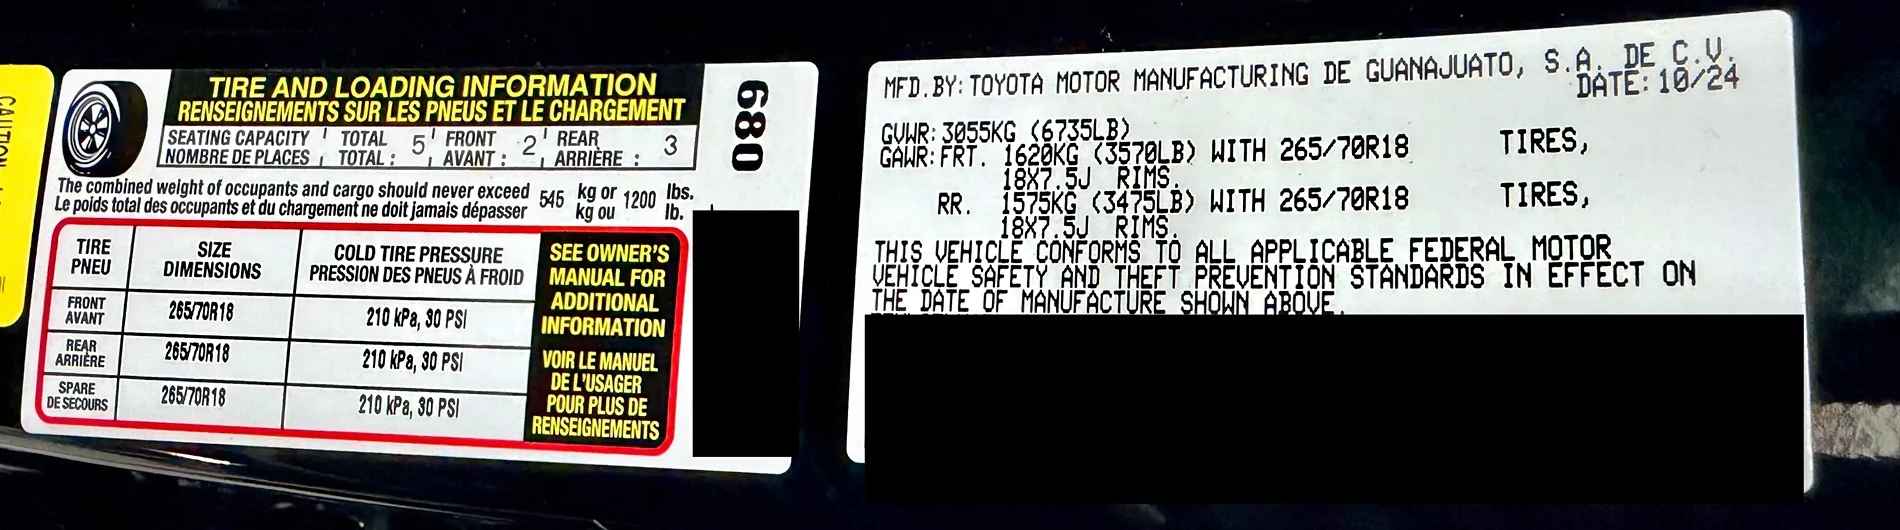 TIRE AND LOADING INFORMATION
RENSEIGNEMENTS SUR LES PNEUS ET LE CHARGEMENT
SEATING CAPACITY TOTAL 5 FRONT 2 REAR 3
NOMBRE DE PLACES TOTAL : AVANT : ARRIÈRE :
The combined weight of occupants and cargo should never exceed 545 kg or 1200 lbs.
Le poids total des occupants et du chargement ne doit jamais dépasser kg ou lb.
TIRE
PNEU
SIZE
DIMENSIONS
COLD TIRE PRESSURE
PRESSION DES PNEUS À FROID
FRONT
AVANT
265/70R18
210 kPa, 30 PSI
REAR
ARRIÈRE
265/70R18
210 kPa, 30 PSI
SPARE
DE SECOURS
265/70R18
210 kPa, 30 PSI
SEE OWNER'S
MANUAL FOR
ADDITIONAL
INFORMATION
VOIR LE MANUEL
DE L'USAGER
POUR PLUS DE
RENSEIGNEMENTS
680
CAUTION
MFD.BY:TOYOTA MOTOR MANUFACTURING DE GUANAJUATO, S.A. DE C.V.
DATE:10/24
GVWR:3055KG (6735LB)
GAWR:FRT. 1620KG (3570LB) WITH 265/70R18 TIRES,
18X7.5J RIMS.
RR. 1575KG (3475LB) WITH 265/70R18 TIRES,
18X7.5J RIMS.
THIS VEHICLE CONFORMS TO ALL APPLICABLE FEDERAL MOTOR
VEHICLE SAFETY AND THEFT PREVENTION STANDARDS IN EFFECT ON
THE DATE OF MANUFACTURE SHOWN ABOVE.